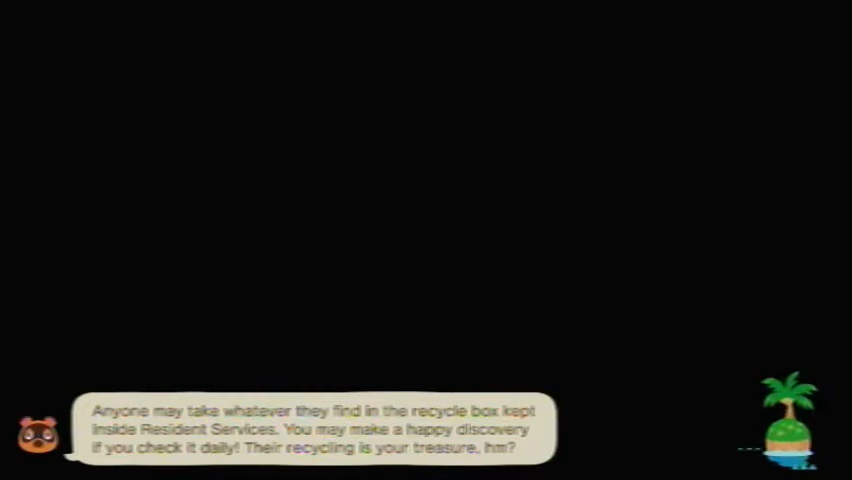 Anyone may take whatever they find in the recycle box kept
inside Resident Services. You may make a happy discovery
if you check it daily! Their recycling is your treasure, hm?